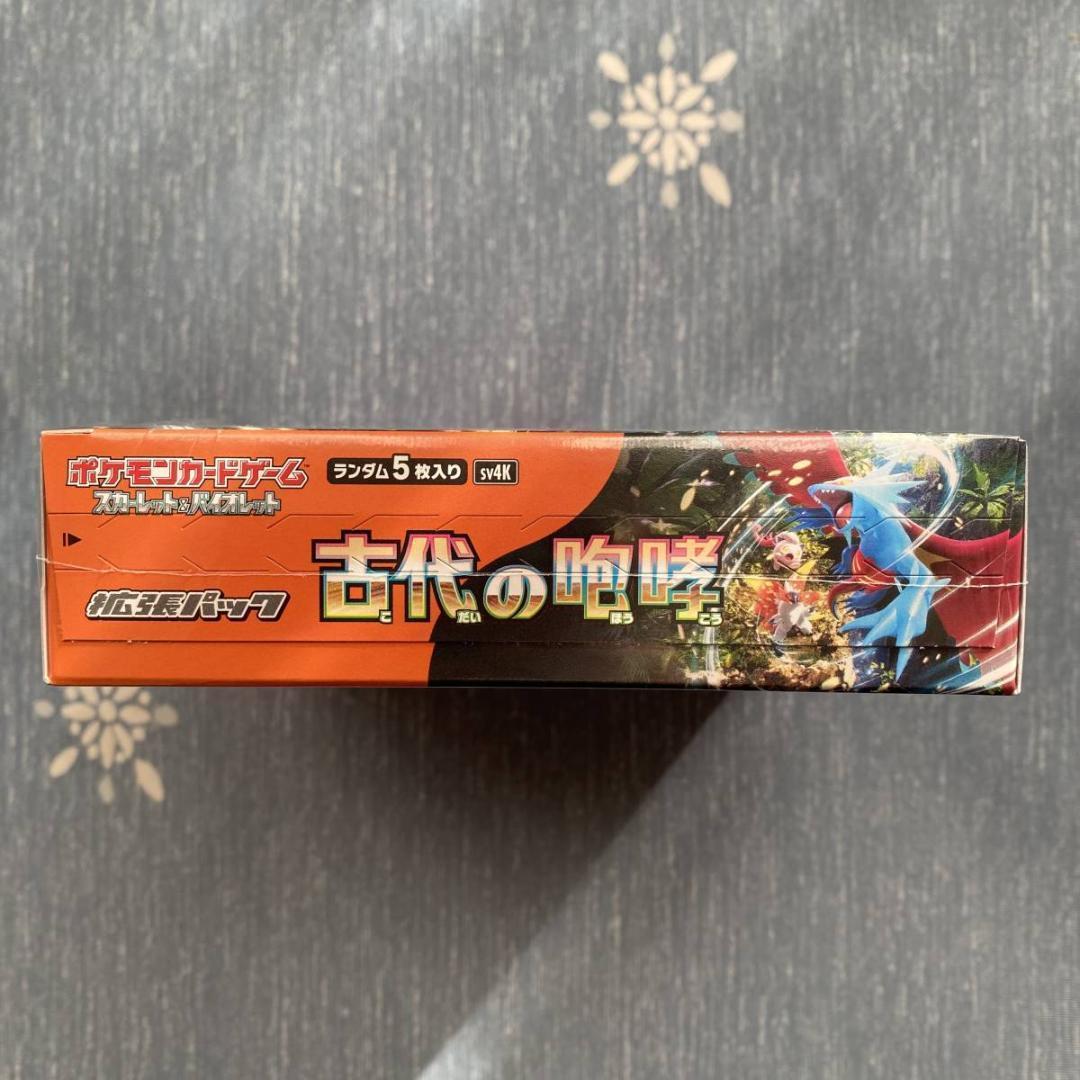 ポケモンカードゲーム™
スカーレット&バイオレット
ランダム5枚入り sv4K
拡張パック
古代の咆哮
こ だい ほう こう